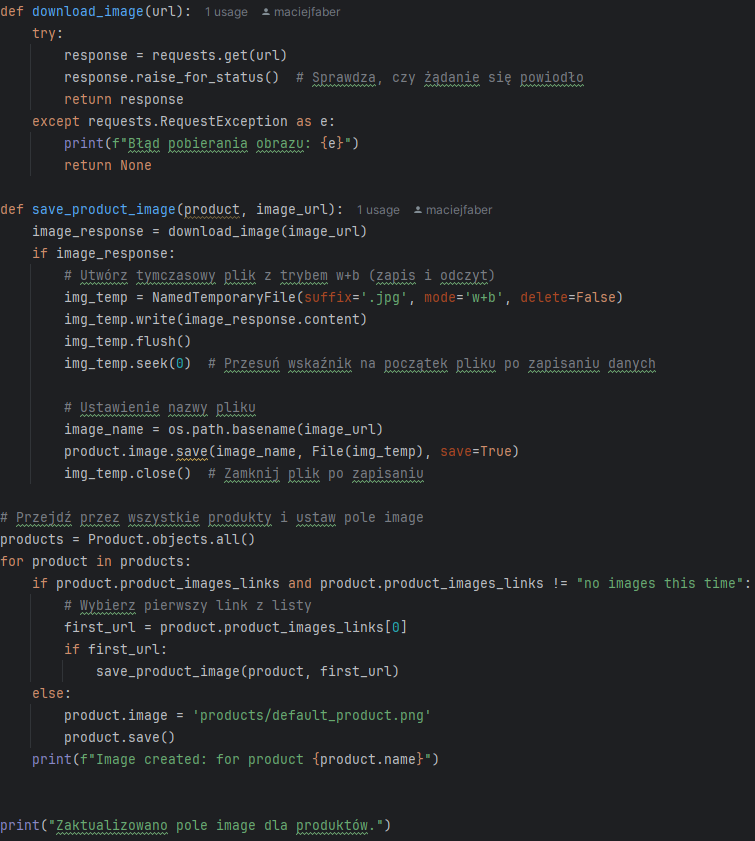 def download_image(url): 1 usage maciejfaber
    try:
        response = requests.get(url)
        response.raise_for_status()  # Sprawdza, czy żądanie się powiodło
        return response
    except requests.RequestException as e:
        print(f"Błąd pobierania obrazu: {e}")
        return None

def save_product_image(product, image_url): 1 usage maciejfaber
    image_response = download_image(image_url)
    if image_response:
        # Utwórz tymczasowy plik z trybem w+b (zapis i odczyt)
        img_temp = NamedTemporaryFile(suffix='.jpg', mode='w+b', delete=False)
        img_temp.write(image_response.content)
        img_temp.flush()
        img_temp.seek(0)  # Przesuń wskaźnik na początek pliku po zapisaniu danych

        # Ustawienie nazwy pliku
        image_name = os.path.basename(image_url)
        product.image.save(image_name, File(img_temp), save=True)
        img_temp.close()  # Zamknij plik po zapisaniu

# Przejdź przez wszystkie produkty i ustaw pole image
products = Product.objects.all()
for product in products:
    if product.product_images_links and product.product_images_links != "no images this time":
        # Wybierz pierwszy link z listy
        first_url = product.product_images_links[0]
        if first_url:
            save_product_image(product, first_url)
    else:
        product.image = 'products/default_product.png'
        product.save()
    print(f"Image created: for product {product.name}")


print("Zaktualizowano pole image dla produktów.")